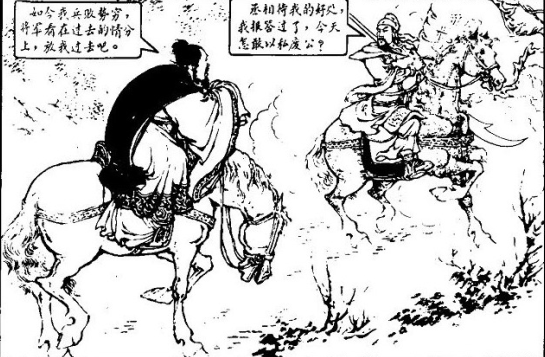 如今我兵败势穷，
将军看在过去的情分
上，放我过去吧。
丞相待我的好处，
我报答过了，今天
怎敢以私废公？